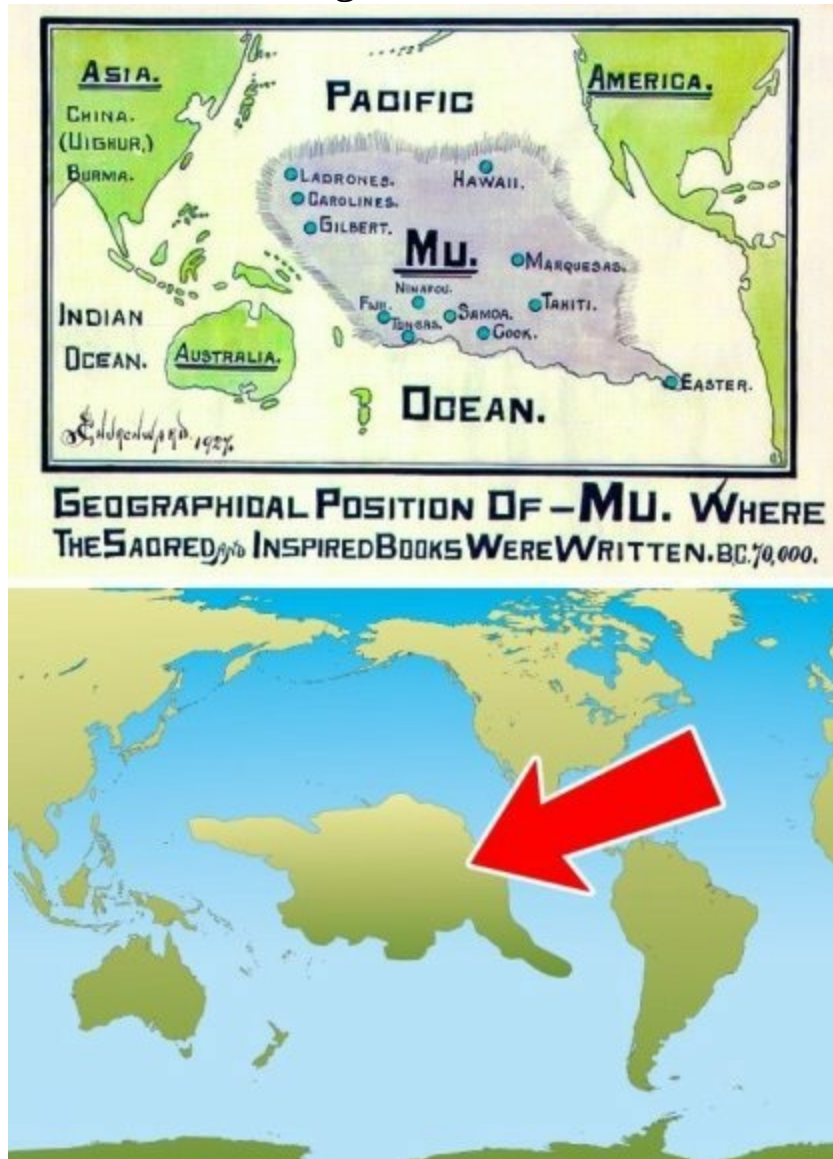 ASIA.
AMERICA.
CHINA.
(UIGHUR,)
BURMA.
PACIFIC
LADRONES.
HAWAII.
CAROLINES.
GILBERT.
MU.
MARQUESAS.
NINAFOU.
FIJI.
SAMOA.
TAHITI.
TONGAS.
COOK.
INDIAN
OCEAN.
AUSTRALIA.
EASTER.
OCEAN.
1927.
GEOGRAPHICAL POSITION OF - MU. WHERE
THE SACRED AND INSPIRED BOOKS WERE WRITTEN. B.C. 70,000.